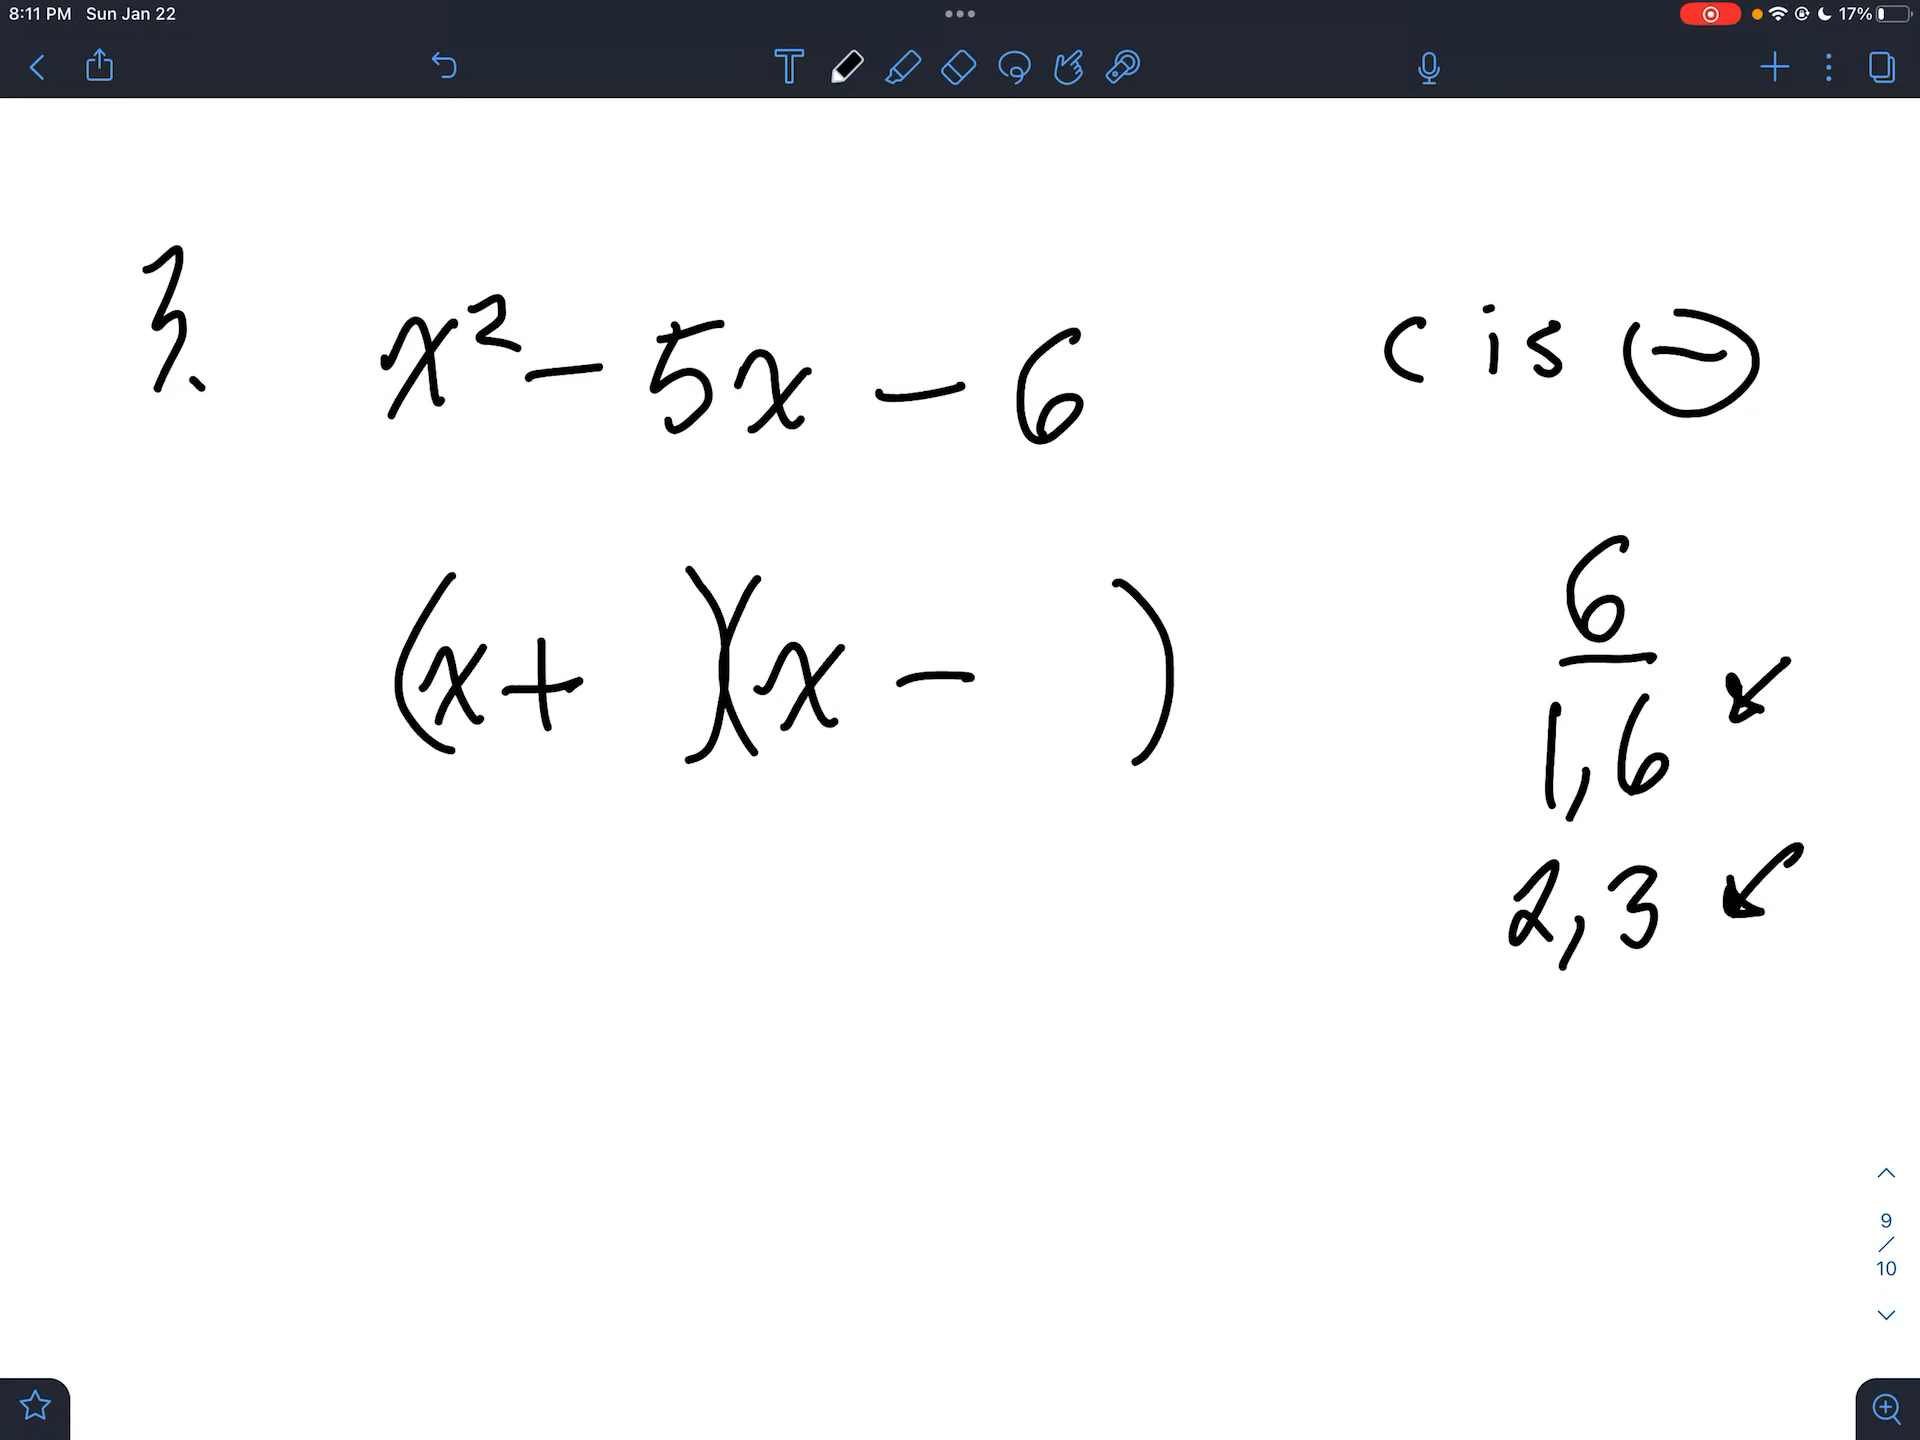 8:11 PM Sun Jan 22 17%
3. x² - 5x - 6 c is ⊖
(x + )(x - )
6
1,6
2,3
9
/
10